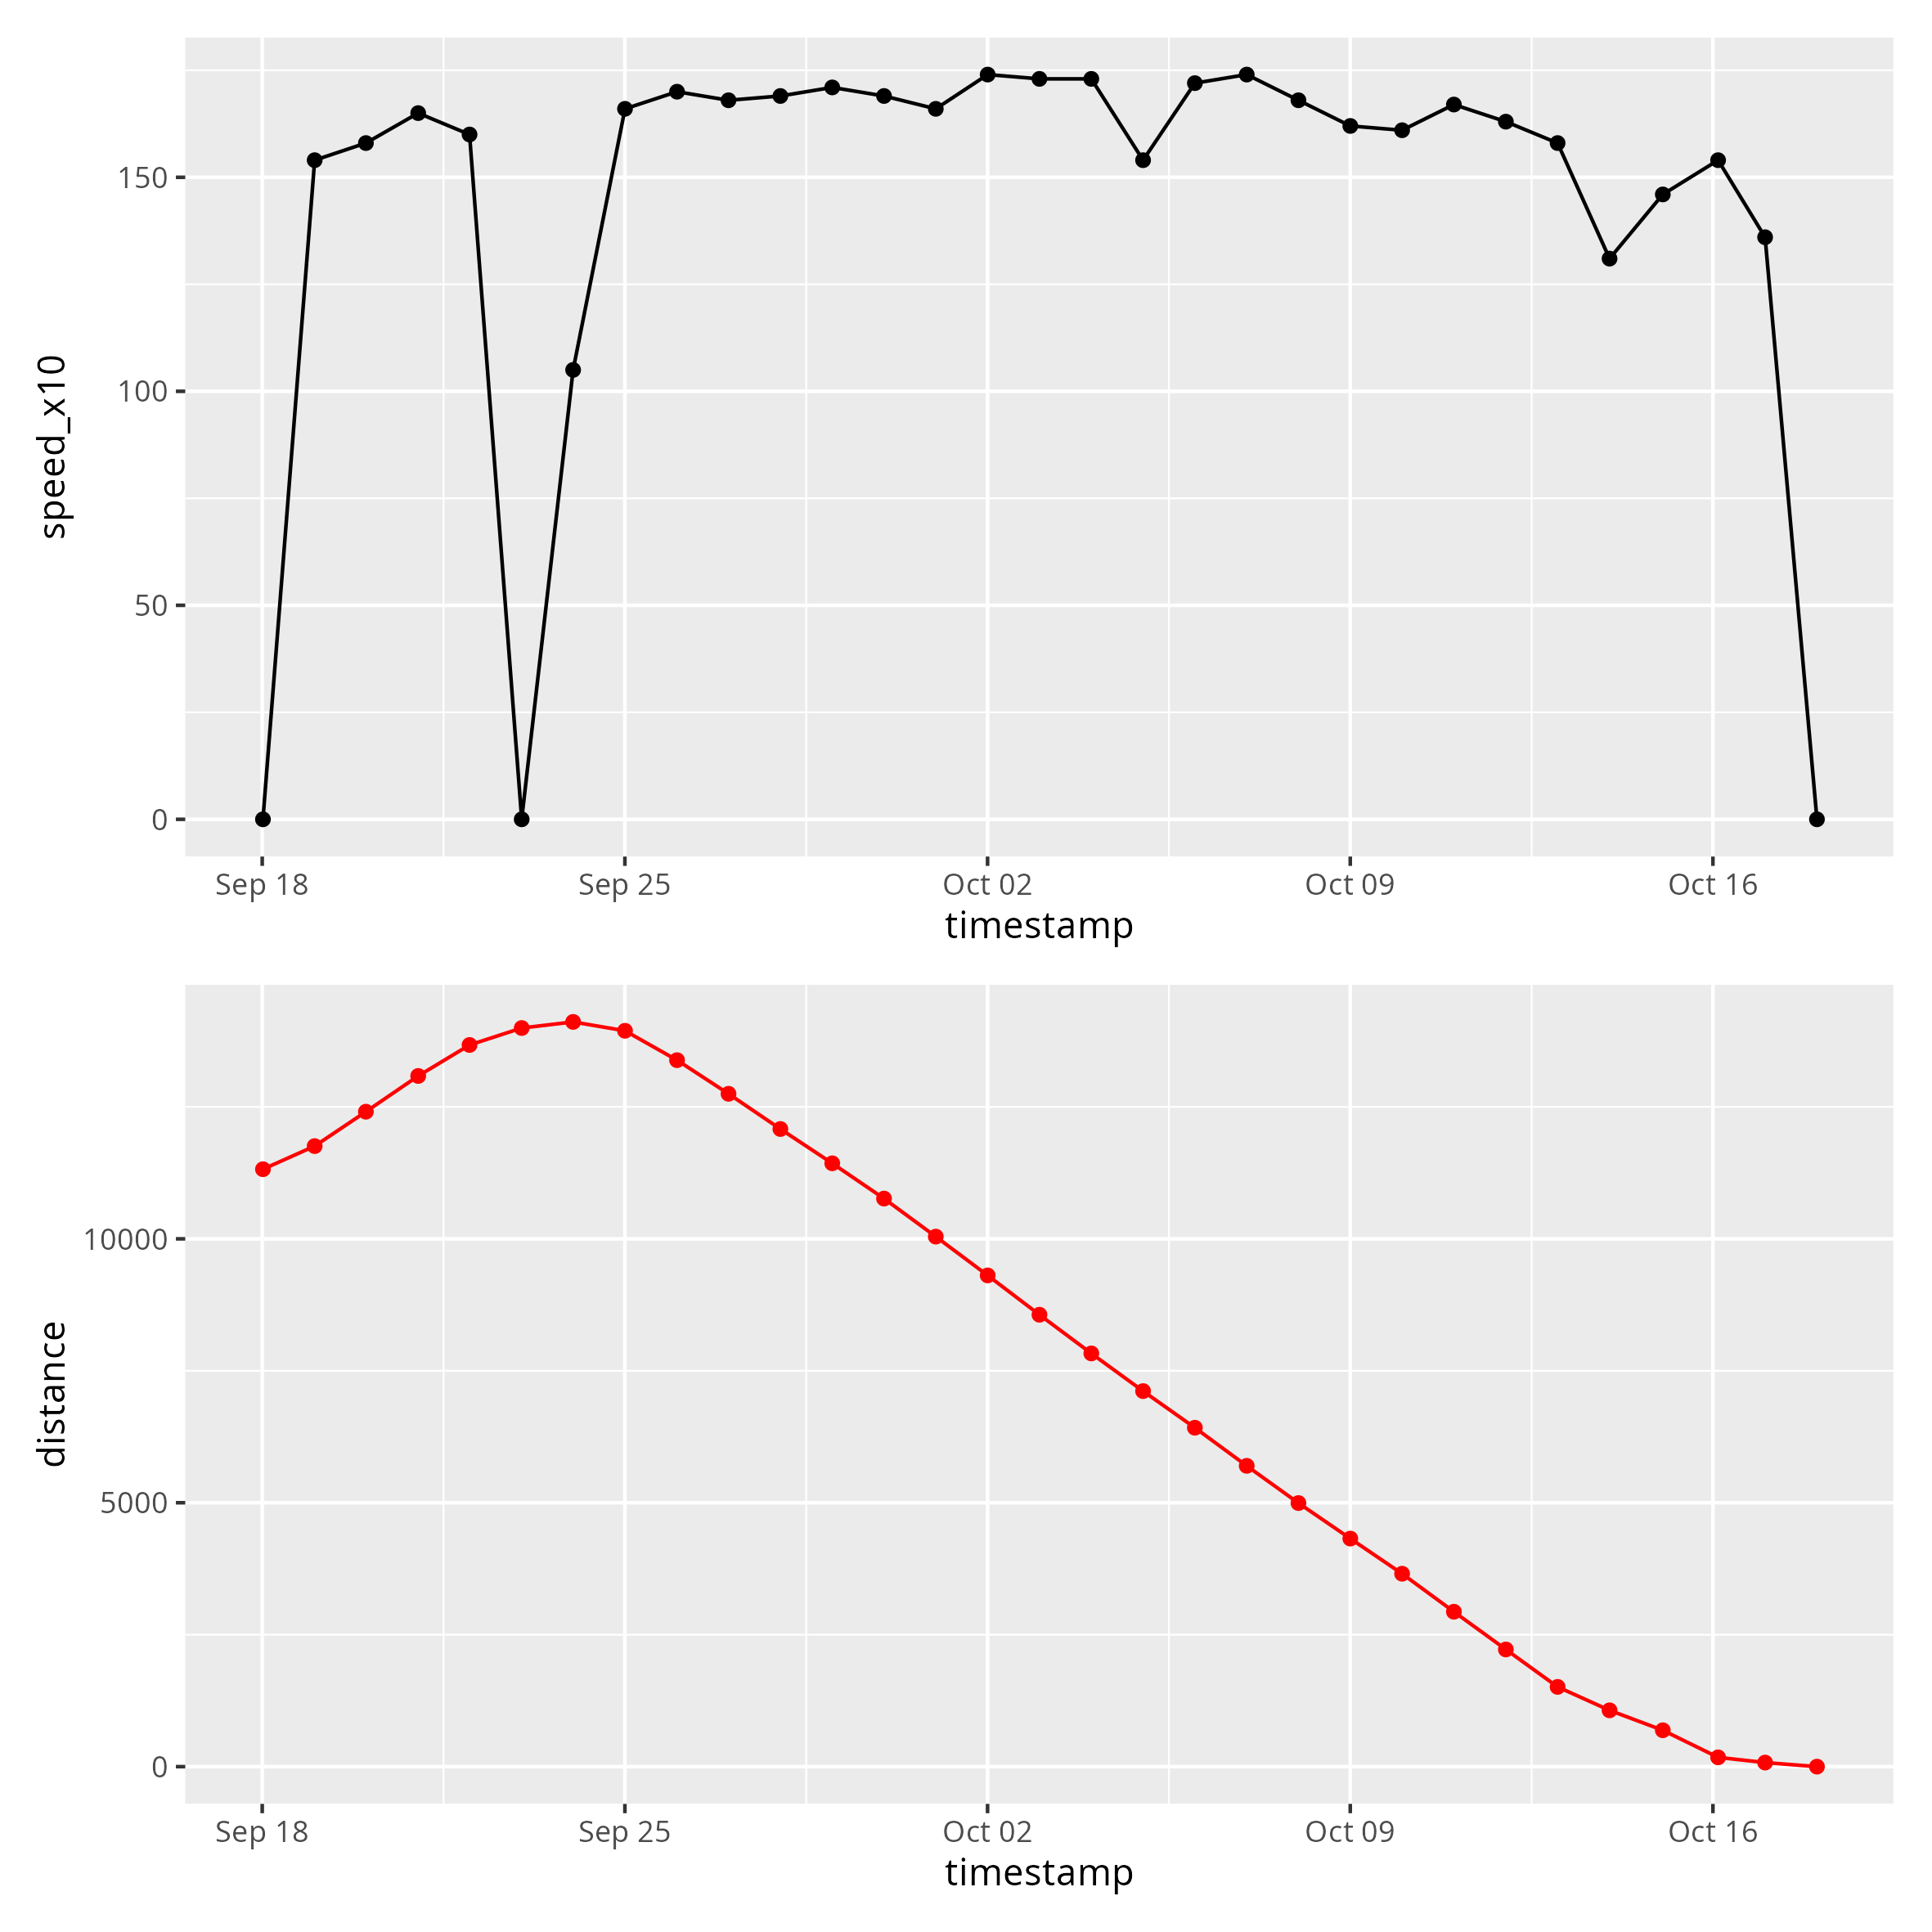 speed_x10
150
100
50
0
Sep 18 Sep 25 Oct 02 Oct 09 Oct 16
timestamp
distance
10000
5000
0
Sep 18 Sep 25 Oct 02 Oct 09 Oct 16
timestamp